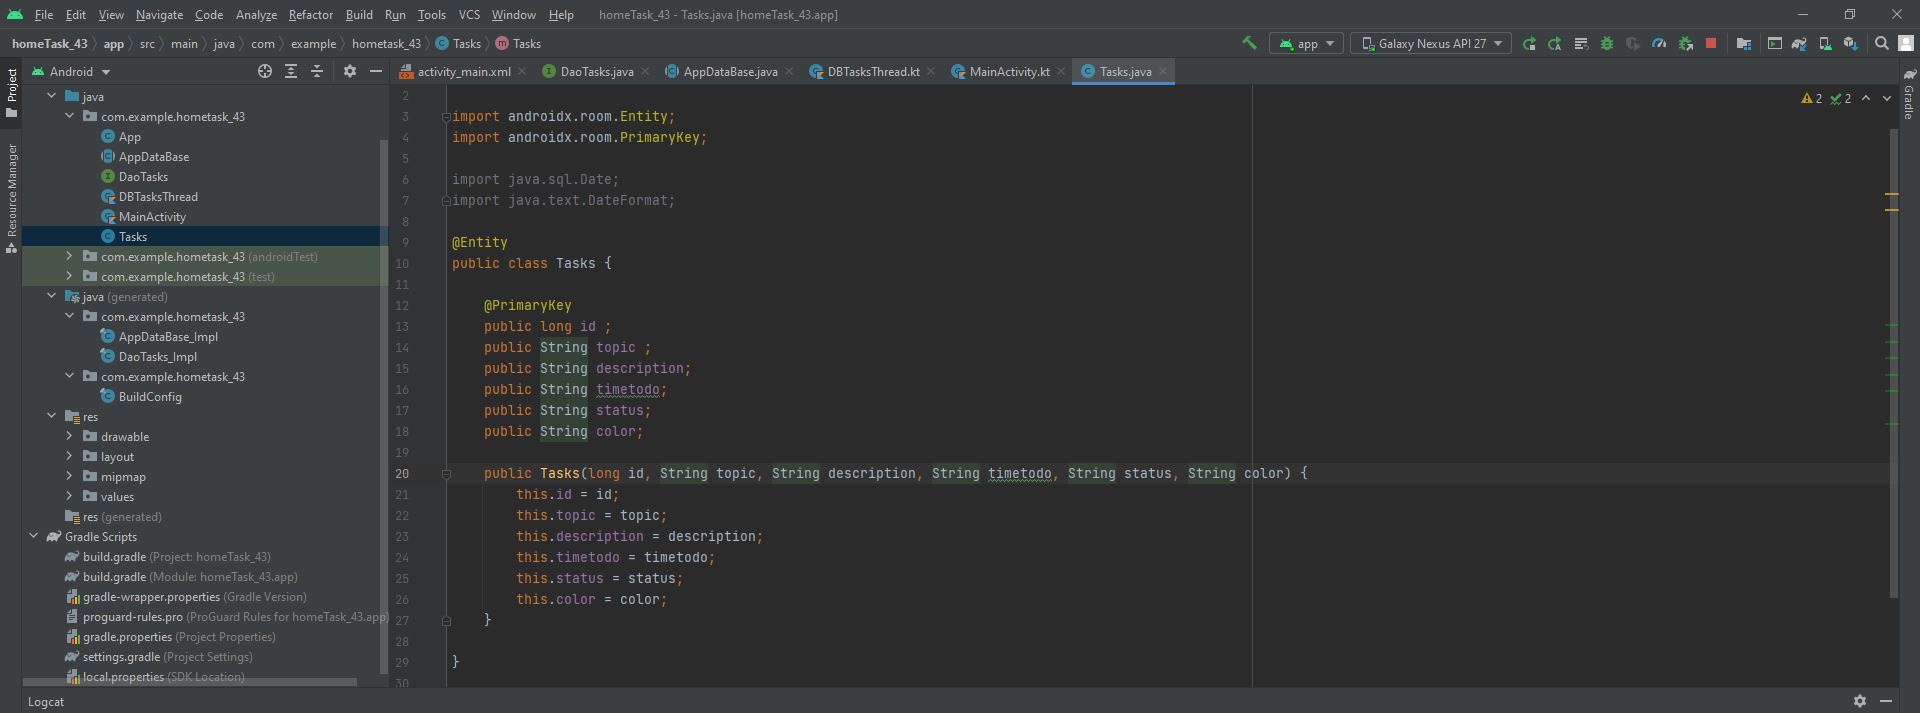 File Edit View Navigate Code Analyze Refactor Build Run Tools VCS Window Help homeTask_43 - Tasks.java [homeTask_43.app]
homeTask_43 app src main java com example hometask_43 C Tasks m Tasks app Galaxy Nexus API 27
Project
Resource Manager
Android
java
com.example.hometask_43
App
AppDataBase
DaoTasks
DBTasksThread
MainActivity
Tasks
com.example.hometask_43 (androidTest)
com.example.hometask_43 (test)
java (generated)
com.example.hometask_43
AppDataBase_Impl
DaoTasks_Impl
com.example.hometask_43
BuildConfig
res
drawable
layout
mipmap
values
res (generated)
Gradle Scripts
build.gradle (Project: homeTask_43)
build.gradle (Module: homeTask_43.app)
gradle-wrapper.properties (Gradle Version)
proguard-rules.pro (ProGuard Rules for homeTask_43.app)
gradle.properties (Project Properties)
settings.gradle (Project Settings)
local.properties (SDK Location)
activity_main.xml DaoTasks.java AppDataBase.java DBTasksThread.kt MainActivity.kt Tasks.java
2 2
2
3 import androidx.room.Entity;
4 import androidx.room.PrimaryKey;
5
6 import java.sql.Date;
7 import java.text.DateFormat;
8
9 @Entity
10 public class Tasks {
11
12 @PrimaryKey
13 public long id ;
14 public String topic ;
15 public String description;
16 public String timetodo;
17 public String status;
18 public String color;
19
20 public Tasks(long id, String topic, String description, String timetodo, String status, String color) {
21 this.id = id;
22 this.topic = topic;
23 this.description = description;
24 this.timetodo = timetodo;
25 this.status = status;
26 this.color = color;
27 }
28
29 }
30
Gradle
Logcat